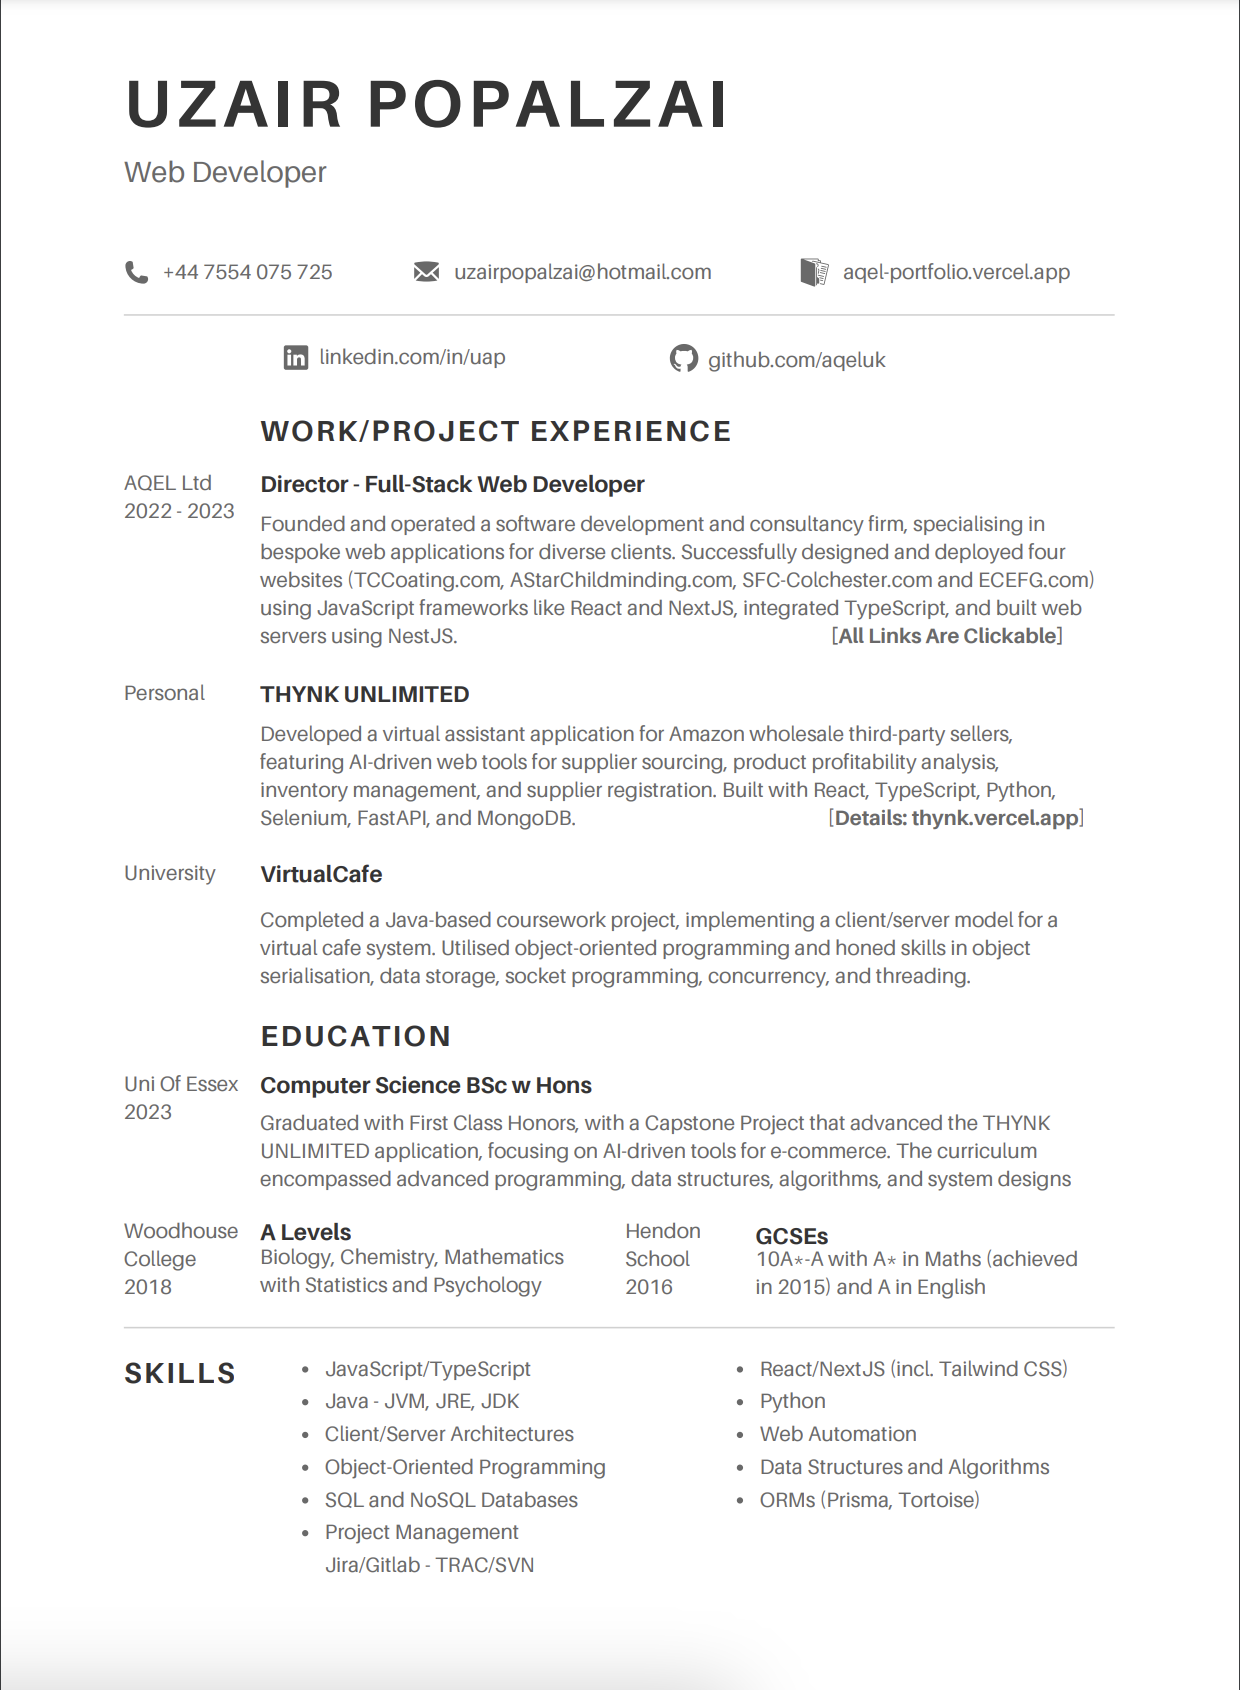 UZAIR POPALZAI
Web Developer
+44 7554 075 725
uzairpopalzai@hotmail.com
aqel-portfolio.vercel.app
linkedin.com/in/uap
github.com/aqeluk
WORK/PROJECT EXPERIENCE
AQEL Ltd
2022 - 2023
Director - Full-Stack Web Developer
Founded and operated a software development and consultancy firm, specialising in
bespoke web applications for diverse clients. Successfully designed and deployed four
websites (TCCoating.com, AStarChildminding.com, SFC-Colchester.com and ECEFG.com)
using JavaScript frameworks like React and NextJS, integrated TypeScript, and built web
servers using NestJS. [All Links Are Clickable]
Personal
THYNK UNLIMITED
Developed a virtual assistant application for Amazon wholesale third-party sellers,
featuring AI-driven web tools for supplier sourcing, product profitability analysis,
inventory management, and supplier registration. Built with React, TypeScript, Python,
Selenium, FastAPI, and MongoDB. [Details: thynk.vercel.app]
University
VirtualCafe
Completed a Java-based coursework project, implementing a client/server model for a
virtual cafe system. Utilised object-oriented programming and honed skills in object
serialisation, data storage, socket programming, concurrency, and threading.
EDUCATION
Uni Of Essex
2023
Computer Science BSc w Hons
Graduated with First Class Honors, with a Capstone Project that advanced the THYNK
UNLIMITED application, focusing on AI-driven tools for e-commerce. The curriculum
encompassed advanced programming, data structures, algorithms, and system designs
Woodhouse
College
2018
A Levels
Biology, Chemistry, Mathematics
with Statistics and Psychology
Hendon
School
2016
GCSEs
10A*-A with A* in Maths (achieved
in 2015) and A in English
SKILLS
• JavaScript/TypeScript
• Java - JVM, JRE, JDK
• Client/Server Architectures
• Object-Oriented Programming
• SQL and NoSQL Databases
• Project Management
Jira/Gitlab - TRAC/SVN
• React/NextJS (incl. Tailwind CSS)
• Python
• Web Automation
• Data Structures and Algorithms
• ORMs (Prisma, Tortoise)